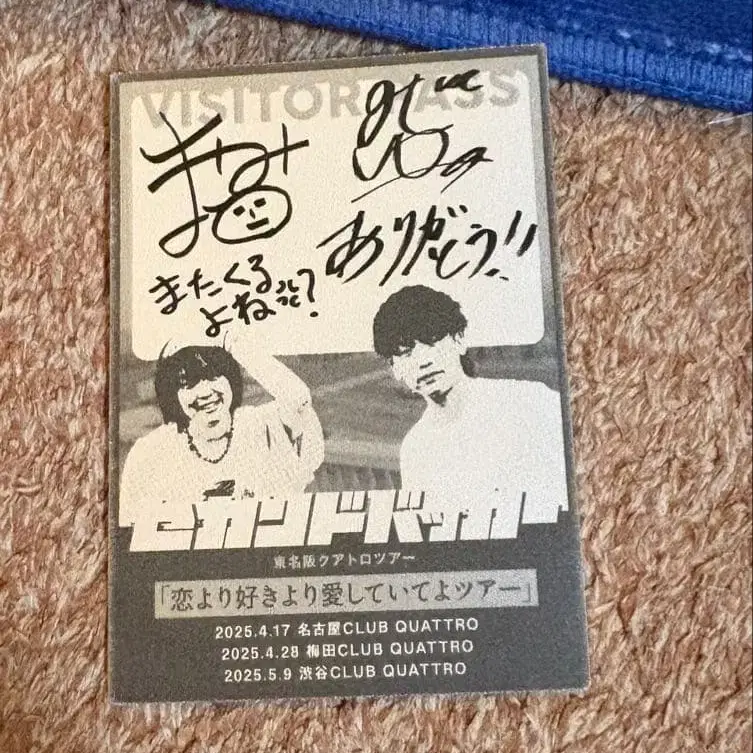 VISITOR PASS
ありがとう!!
またくる
よね?
セカンドバッカー
東名阪クアトロツアー
「恋より好きより愛していてよツアー」
2025.4.17 名古屋CLUB QUATTRO
2025.4.28 梅田CLUB QUATTRO
2025.5.9 渋谷CLUB QUATTRO